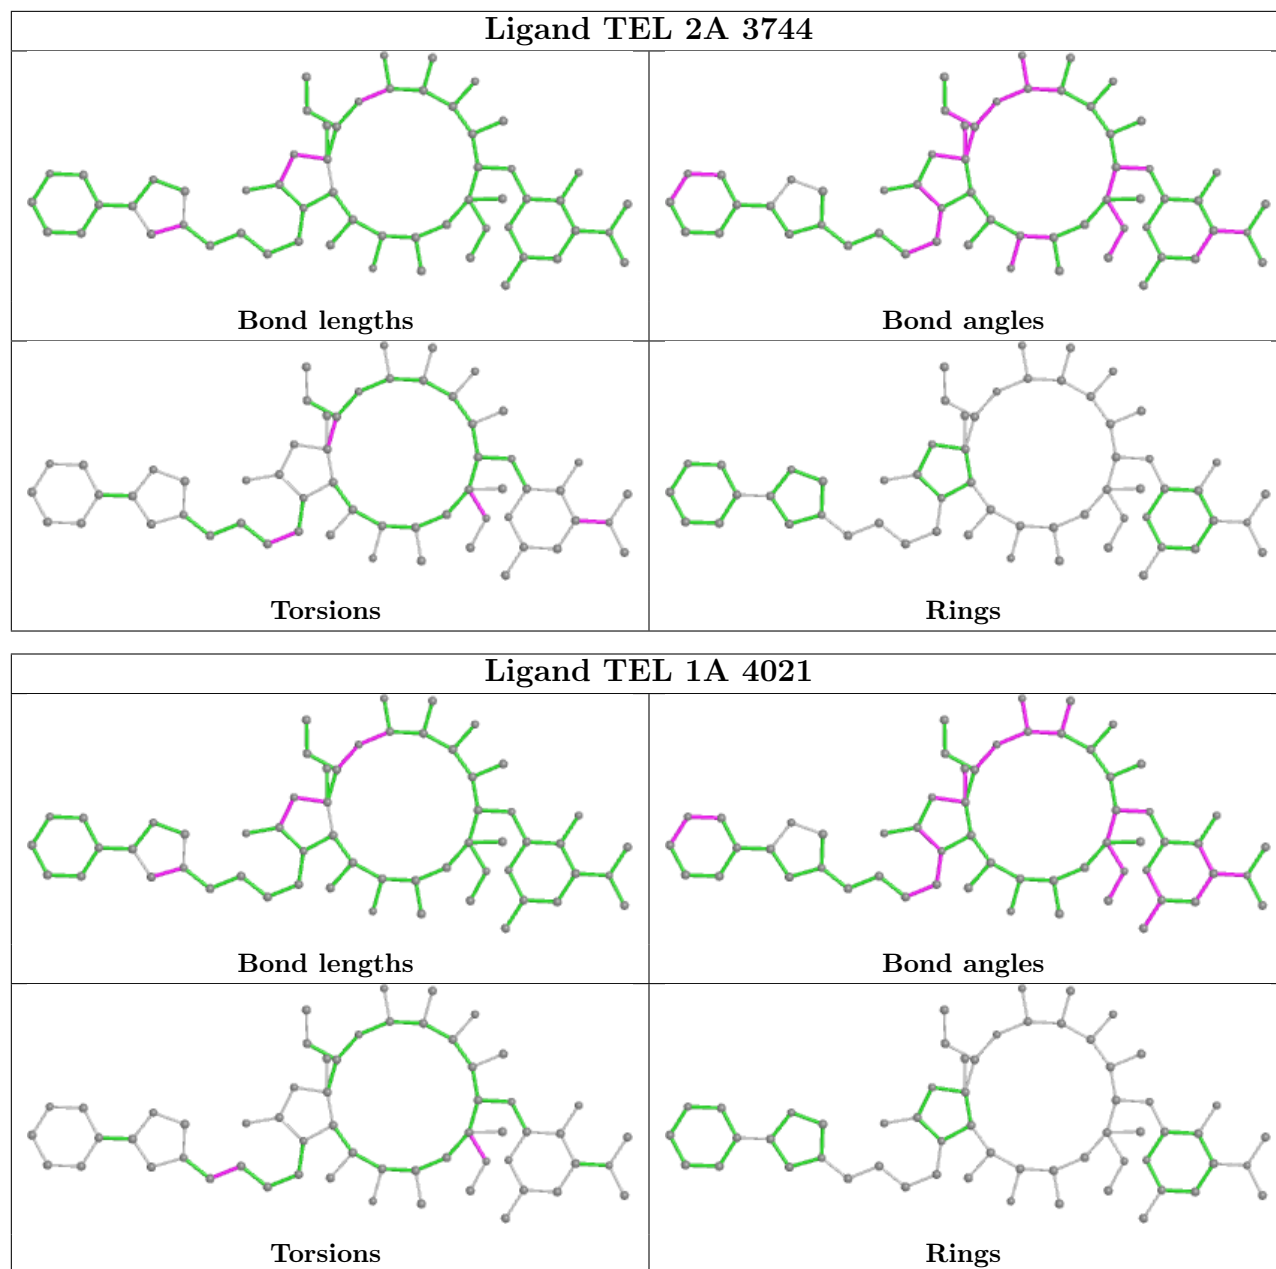 Ligand TEL 2A 3744
Bond lengths
Bond angles
Torsions
Rings
Ligand TEL 1A 4021
Bond lengths
Bond angles
Torsions
Rings